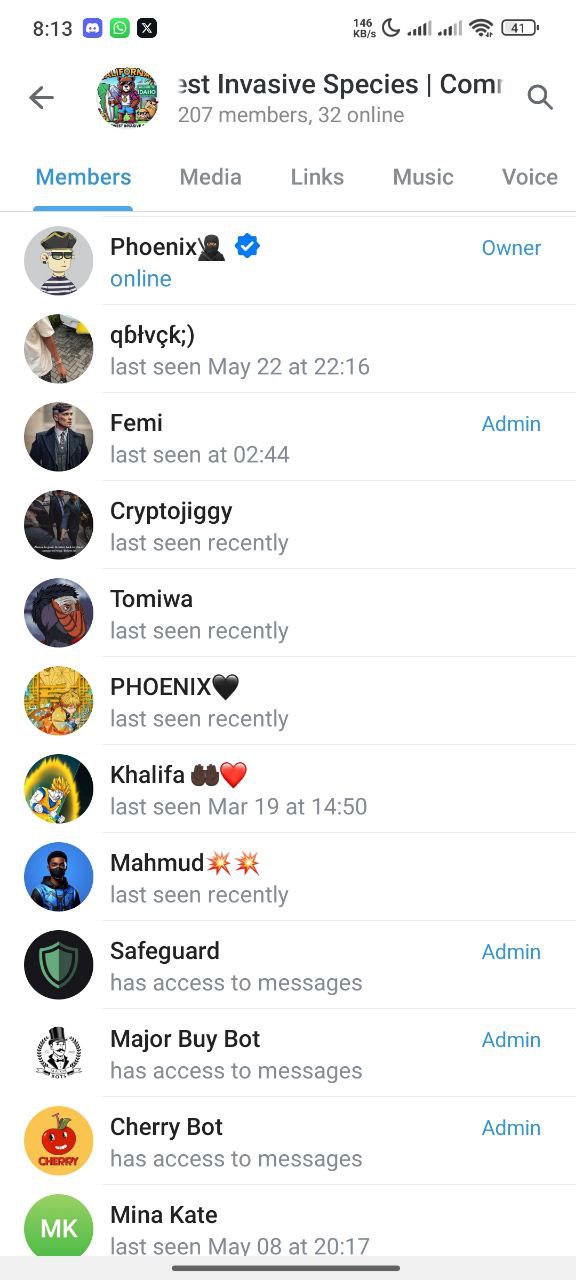 8:13
146
KB/s
41
est Invasive Species | Com
207 members, 32 online
Members Media Links Music Voice
Phoenix🥷 Owner
online
qɓłvçƙ;)
last seen May 22 at 22:16
Femi Admin
last seen at 02:44
Cryptojiggy
last seen recently
Tomiwa
last seen recently
PHOENIX🖤
last seen recently
Khalifa 🤲🏿❤️
last seen Mar 19 at 14:50
Mahmud💥💥
last seen recently
Safeguard Admin
has access to messages
Major Buy Bot Admin
has access to messages
CHERRY
Cherry Bot Admin
has access to messages
MK
Mina Kate
last seen May 08 at 20:17